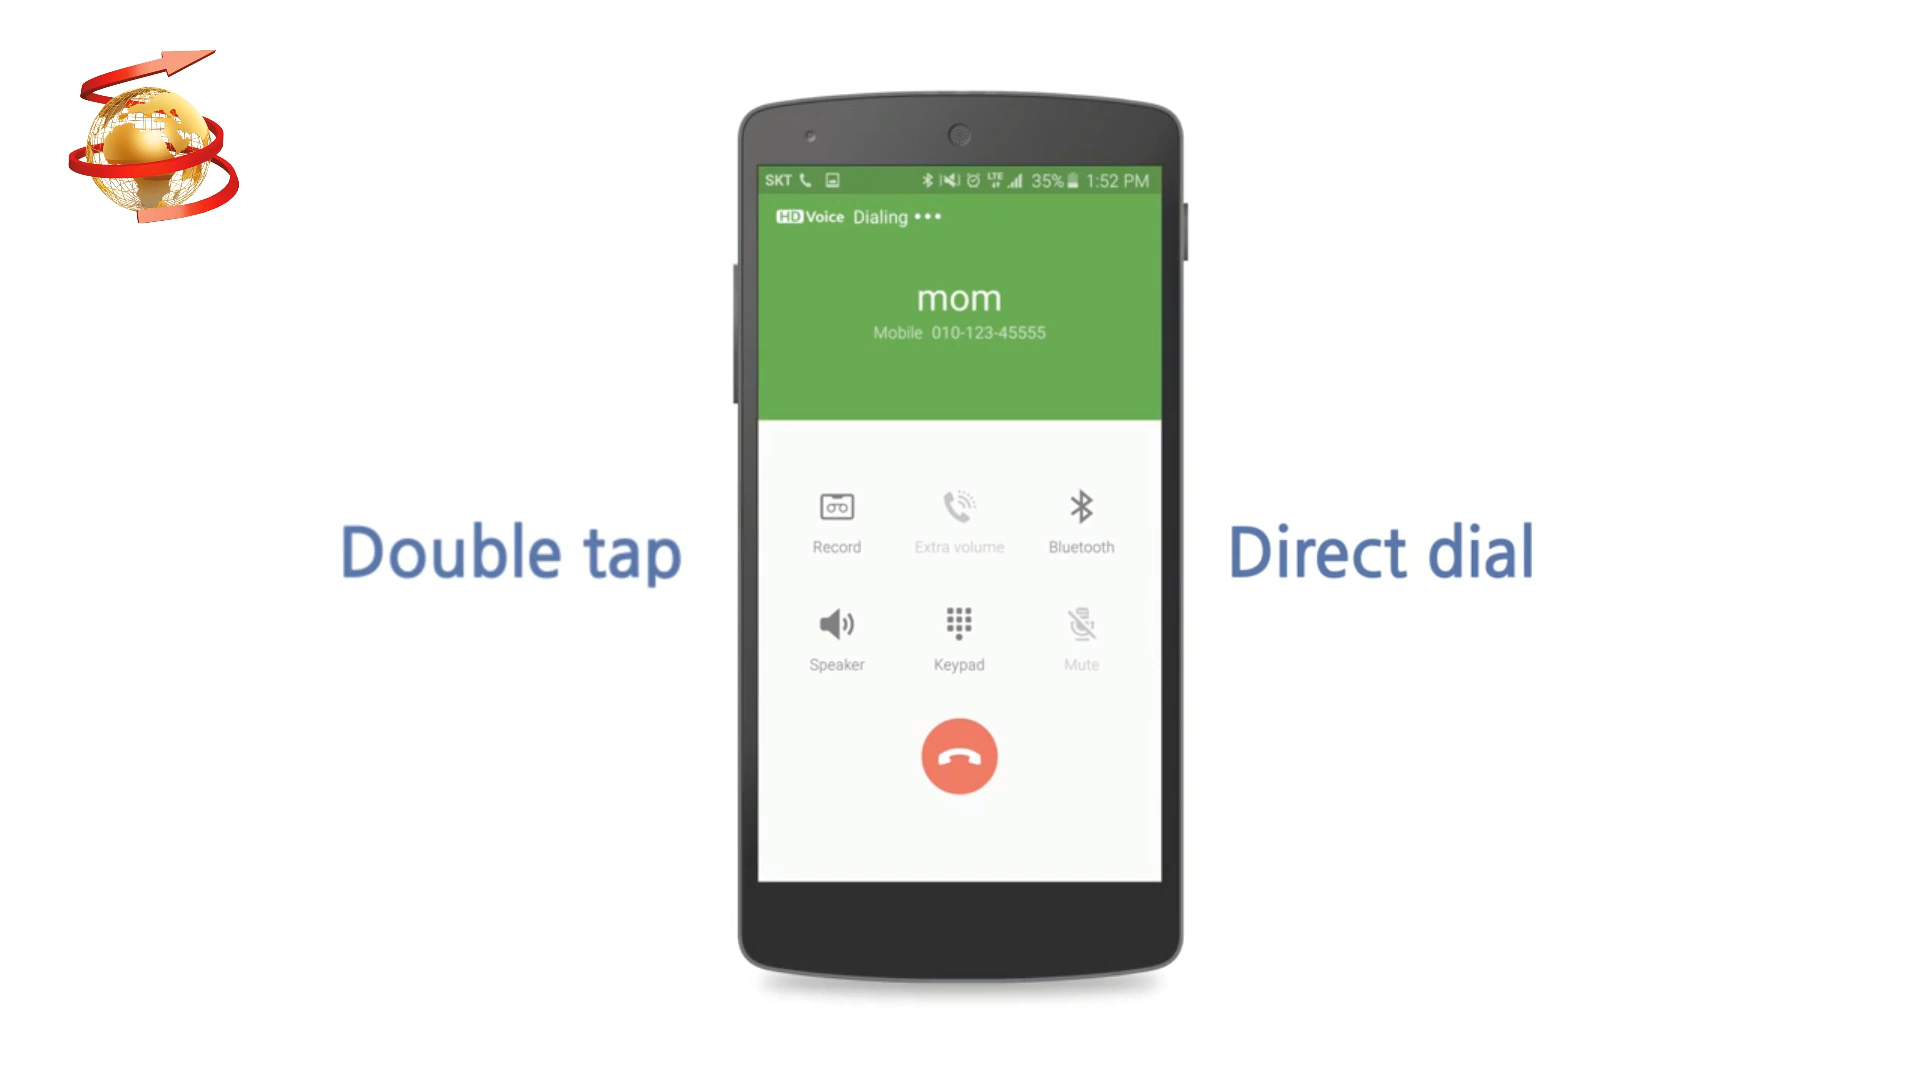 SKT LTE 35% 1:52 PM
HD Voice Dialing •••
mom
Mobile 010-123-45555
Record Extra volume Bluetooth
Double tap
Direct dial
Speaker Keypad Mute